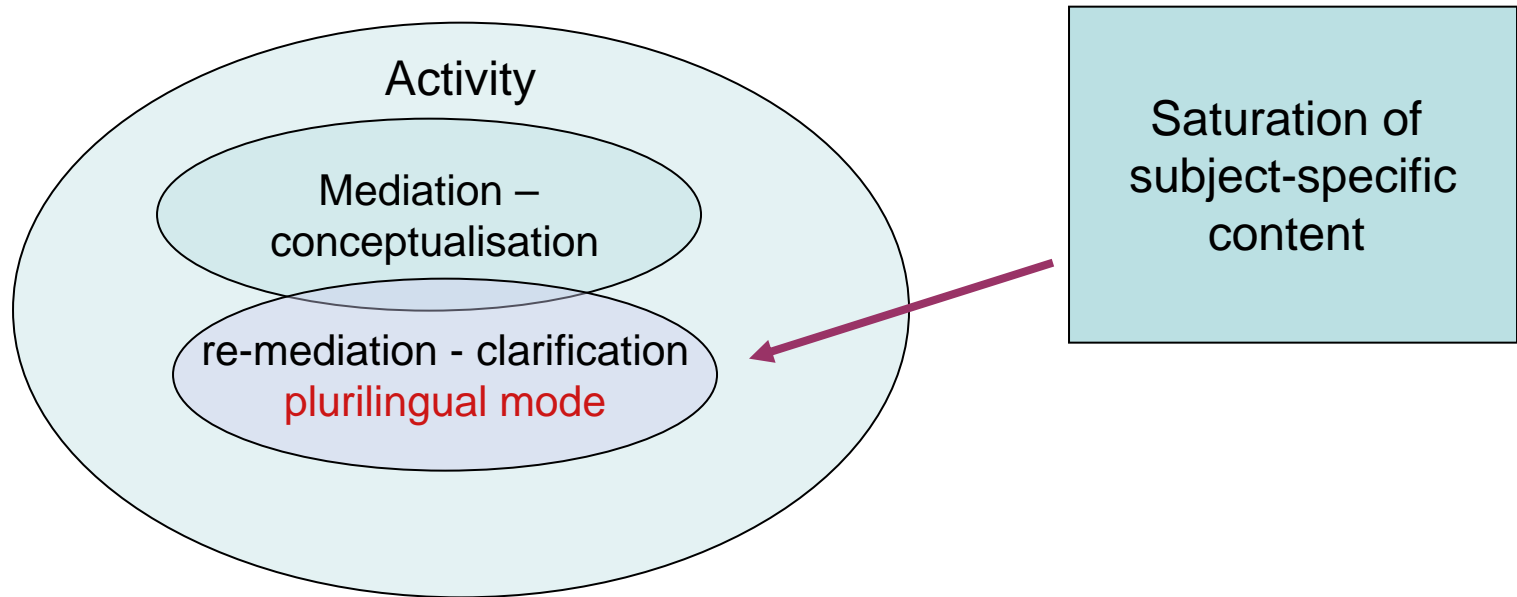 Activity
Mediation –
conceptualisation
re-mediation - clarification
plurilingual mode
Saturation of
subject-specific
content